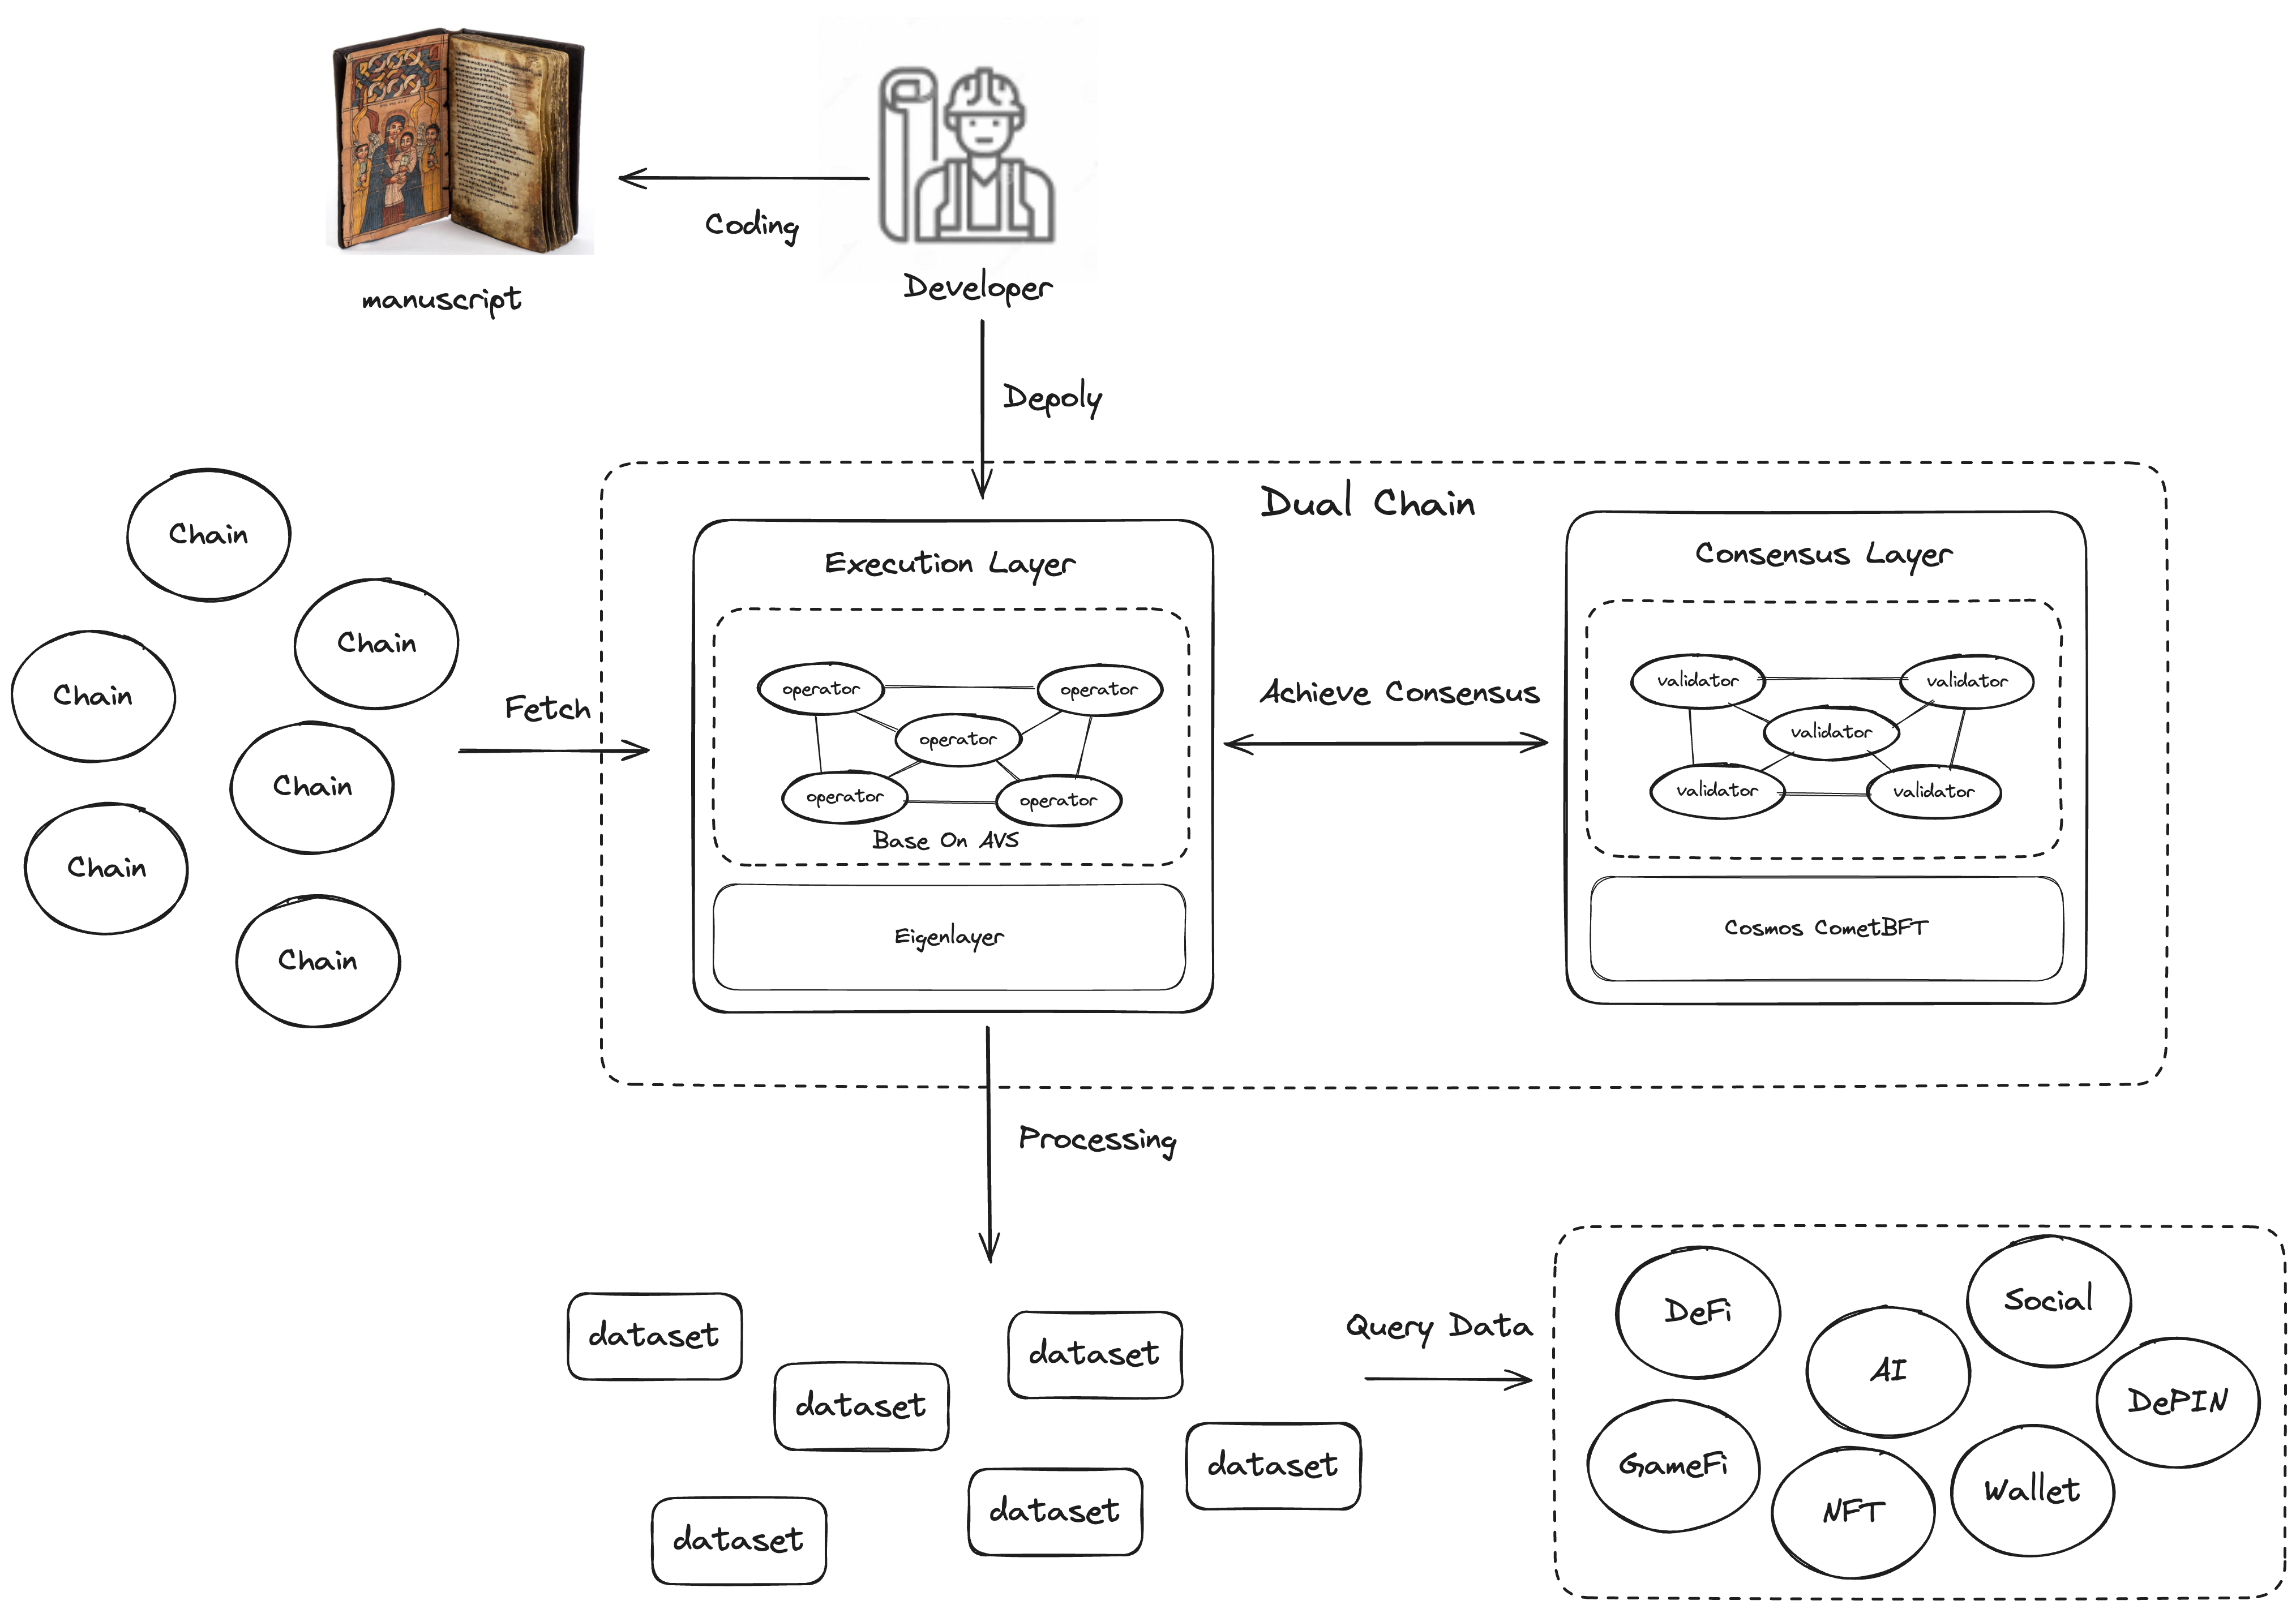 Coding
manuscript
Developer
Depoly
Dual Chain
Chain
Chain
Chain
Chain
Chain
Chain
Fetch
Execution Layer
operator
operator
operator
operator
operator
Base On AVS
Eigenlayer
Achieve Consensus
Consensus Layer
validator
validator
validator
validator
validator
Cosmos CometBFT
Processing
dataset
dataset
dataset
dataset
dataset
dataset
Query Data
DeFi
Social
AI
DePIN
GameFi
NFT
Wallet